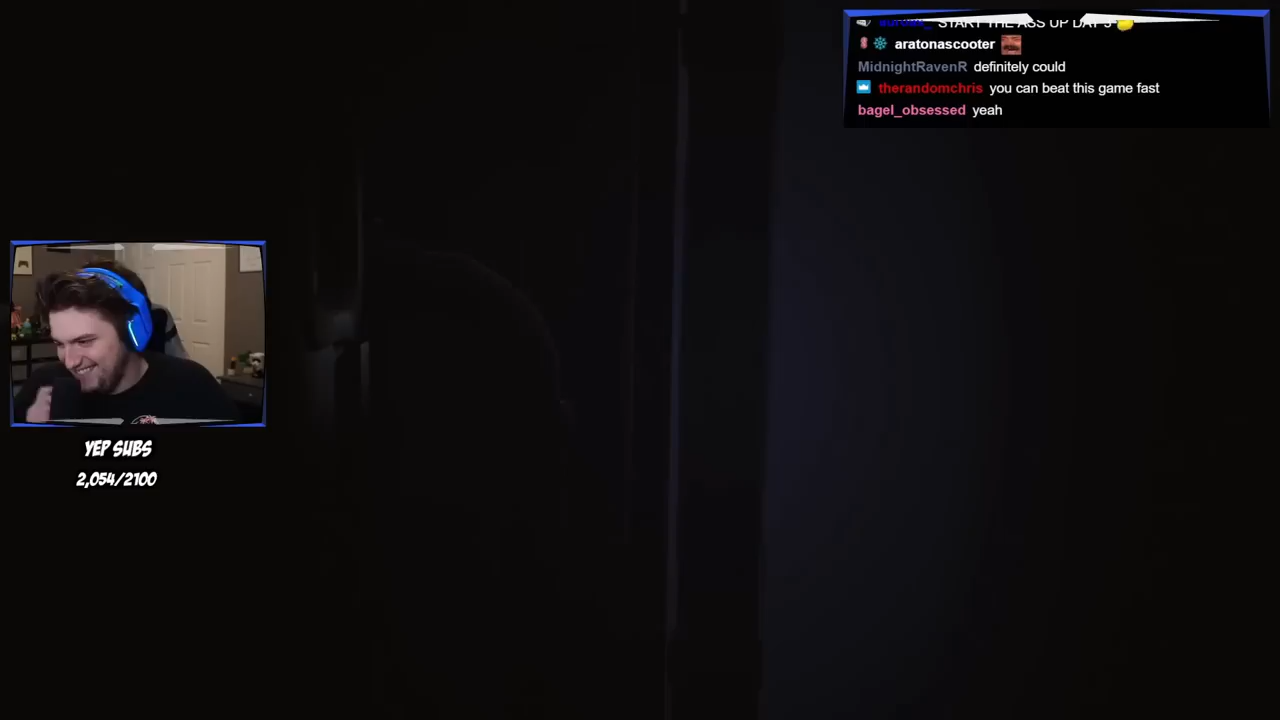 START THE ASS UP DAY 3
aratonascooter
MidnightRavenR definitely could
therandomchris you can beat this game fast
bagel_obsessed yeah
YEP SUBS
2,054/2100